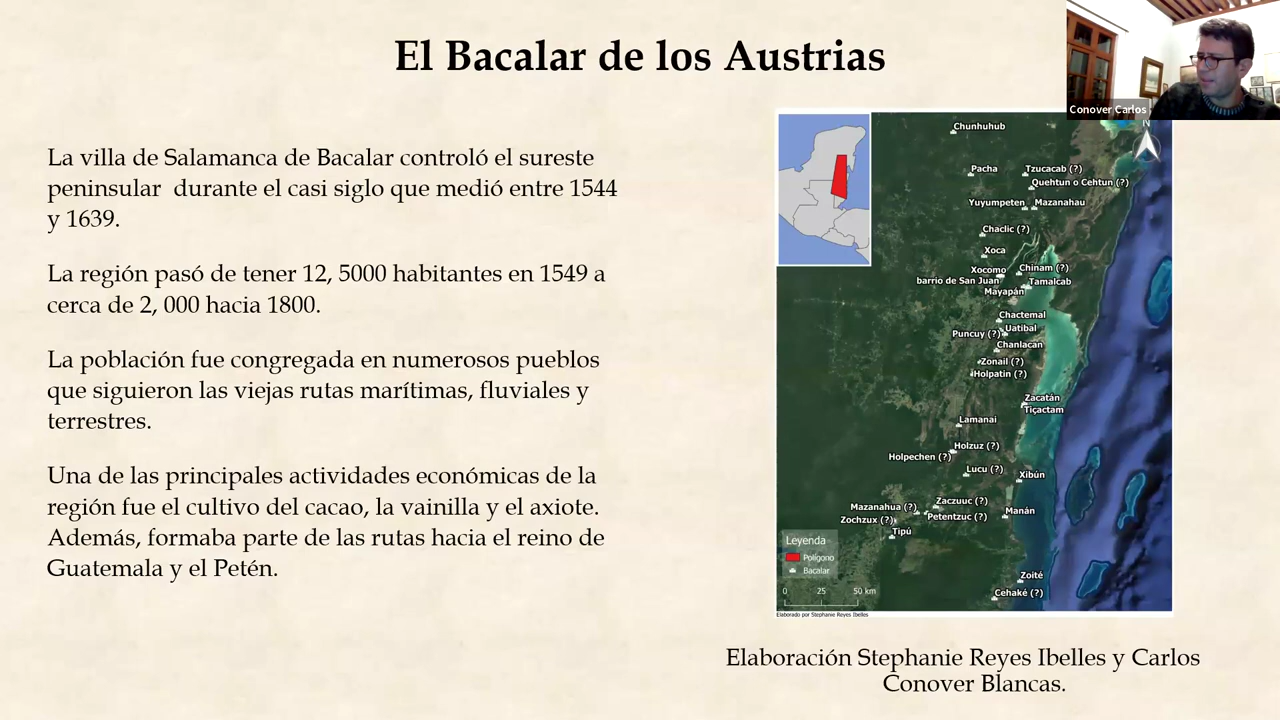 El Bacalar de los Austrias
Conover Carlos
La villa de Salamanca de Bacalar controló el sureste
peninsular durante el casi siglo que medió entre 1544
y 1639.
La región pasó de tener 12, 5000 habitantes en 1549 a
cerca de 2, 000 hacia 1800.
La población fue congregada en numerosos pueblos
que siguieron las viejas rutas marítimas, fluviales y
terrestres.
Una de las principales actividades económicas de la
región fue el cultivo del cacao, la vainilla y el axiote.
Además, formaba parte de las rutas hacia el reino de
Guatemala y el Petén.
N
Chunhuhub
Pacha
Tzucacab (?)
Quehtun o Cehtun (?)
Yuyumpeten
Mazanahau
Chaclic (?)
Xoca
Xocomo
Chinam (?)
barrio de San Juan
Tamalcab
Mayapán
Chactemal
Uatibal
Puncuy (?)
Chanlacan
Zonail (?)
Holpatin (?)
Zacatán
Tiçactam
Lamanai
Holzuz (?)
Holpechen (?)
Lucu (?)
Xibún
Zaczuuc (?)
Mazanahua (?)
Manán
Petentzuc (?)
Zochzux (?)
Tipú
Leyenda
Polígono
Bacalar
Zoité
Cehaké (?)
0 25 50 km
Elaborado por Stephanie Reyes Ibelles
Elaboración Stephanie Reyes Ibelles y Carlos
Conover Blancas.